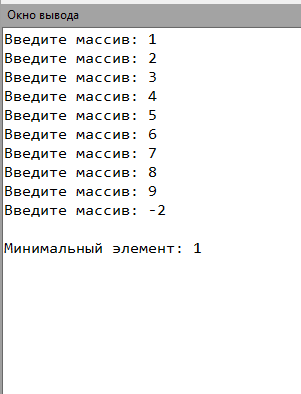 Окно вывода
Введите массив: 1
Введите массив: 2
Введите массив: 3
Введите массив: 4
Введите массив: 5
Введите массив: 6
Введите массив: 7
Введите массив: 8
Введите массив: 9
Введите массив: -2
Минимальный элемент: 1